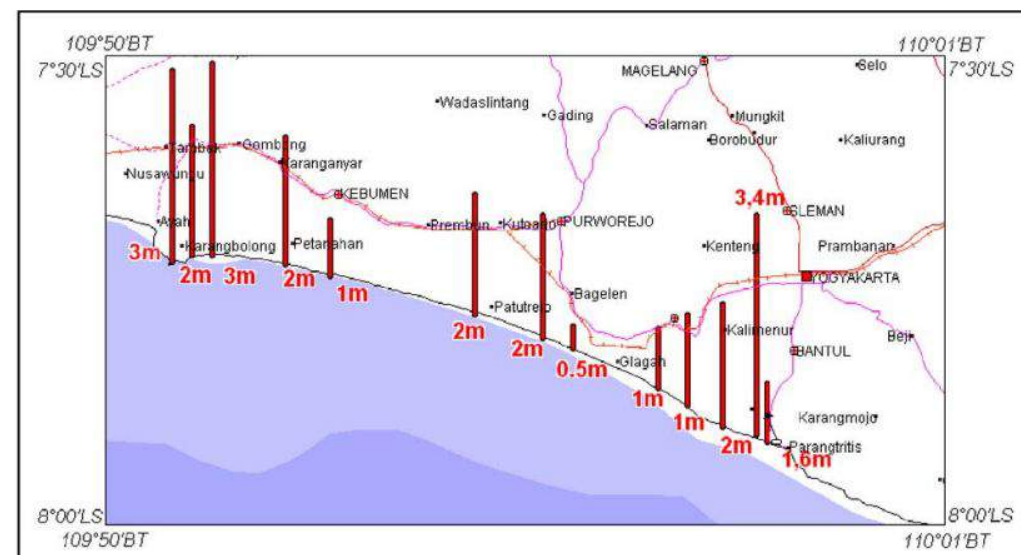 109°50'BT
110°01'BT
7°30'LS
7°30'LS
MAGELANG
Selo
Wadaslintang
Gading
Mungkit
Salaman
Borobudur
Kaliurang
Tambak
Gombong
Karanganyar
Nusawungu
KEBUMEN
3,4m
SLEMAN
Ayah
Prembun
Kutoarjo
PURWOREJO
Karangbolong
Petanahan
Kenteng
Prambanan
3m
2m
3m
2m
1m
YOGYAKARTA
Bagelen
Patutrejo
2m
Kalimenur
Beji
2m
BANTUL
0.5m
Glagah
1m
1m
Karangmojo
2m
Parangtritis
1,6m
8°00'LS
8°00'LS
109°50'BT
110°01'BT